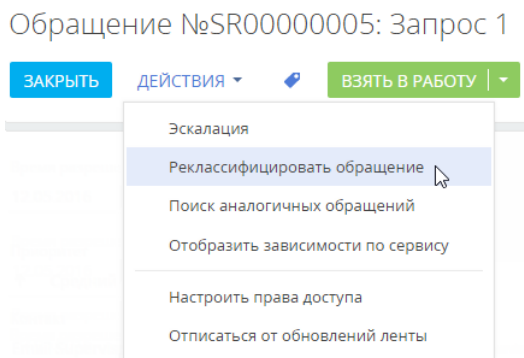 Обращение №SR00000005: Запрос 1
ЗАКРЫТЬ ДЕЙСТВИЯ ВЗЯТЬ В РАБОТУ
Эскалация
Реклассифицировать обращение
Поиск аналогичных обращений
Отобразить зависимости по сервису
Настроить права доступа
Отписаться от обновлений ленты